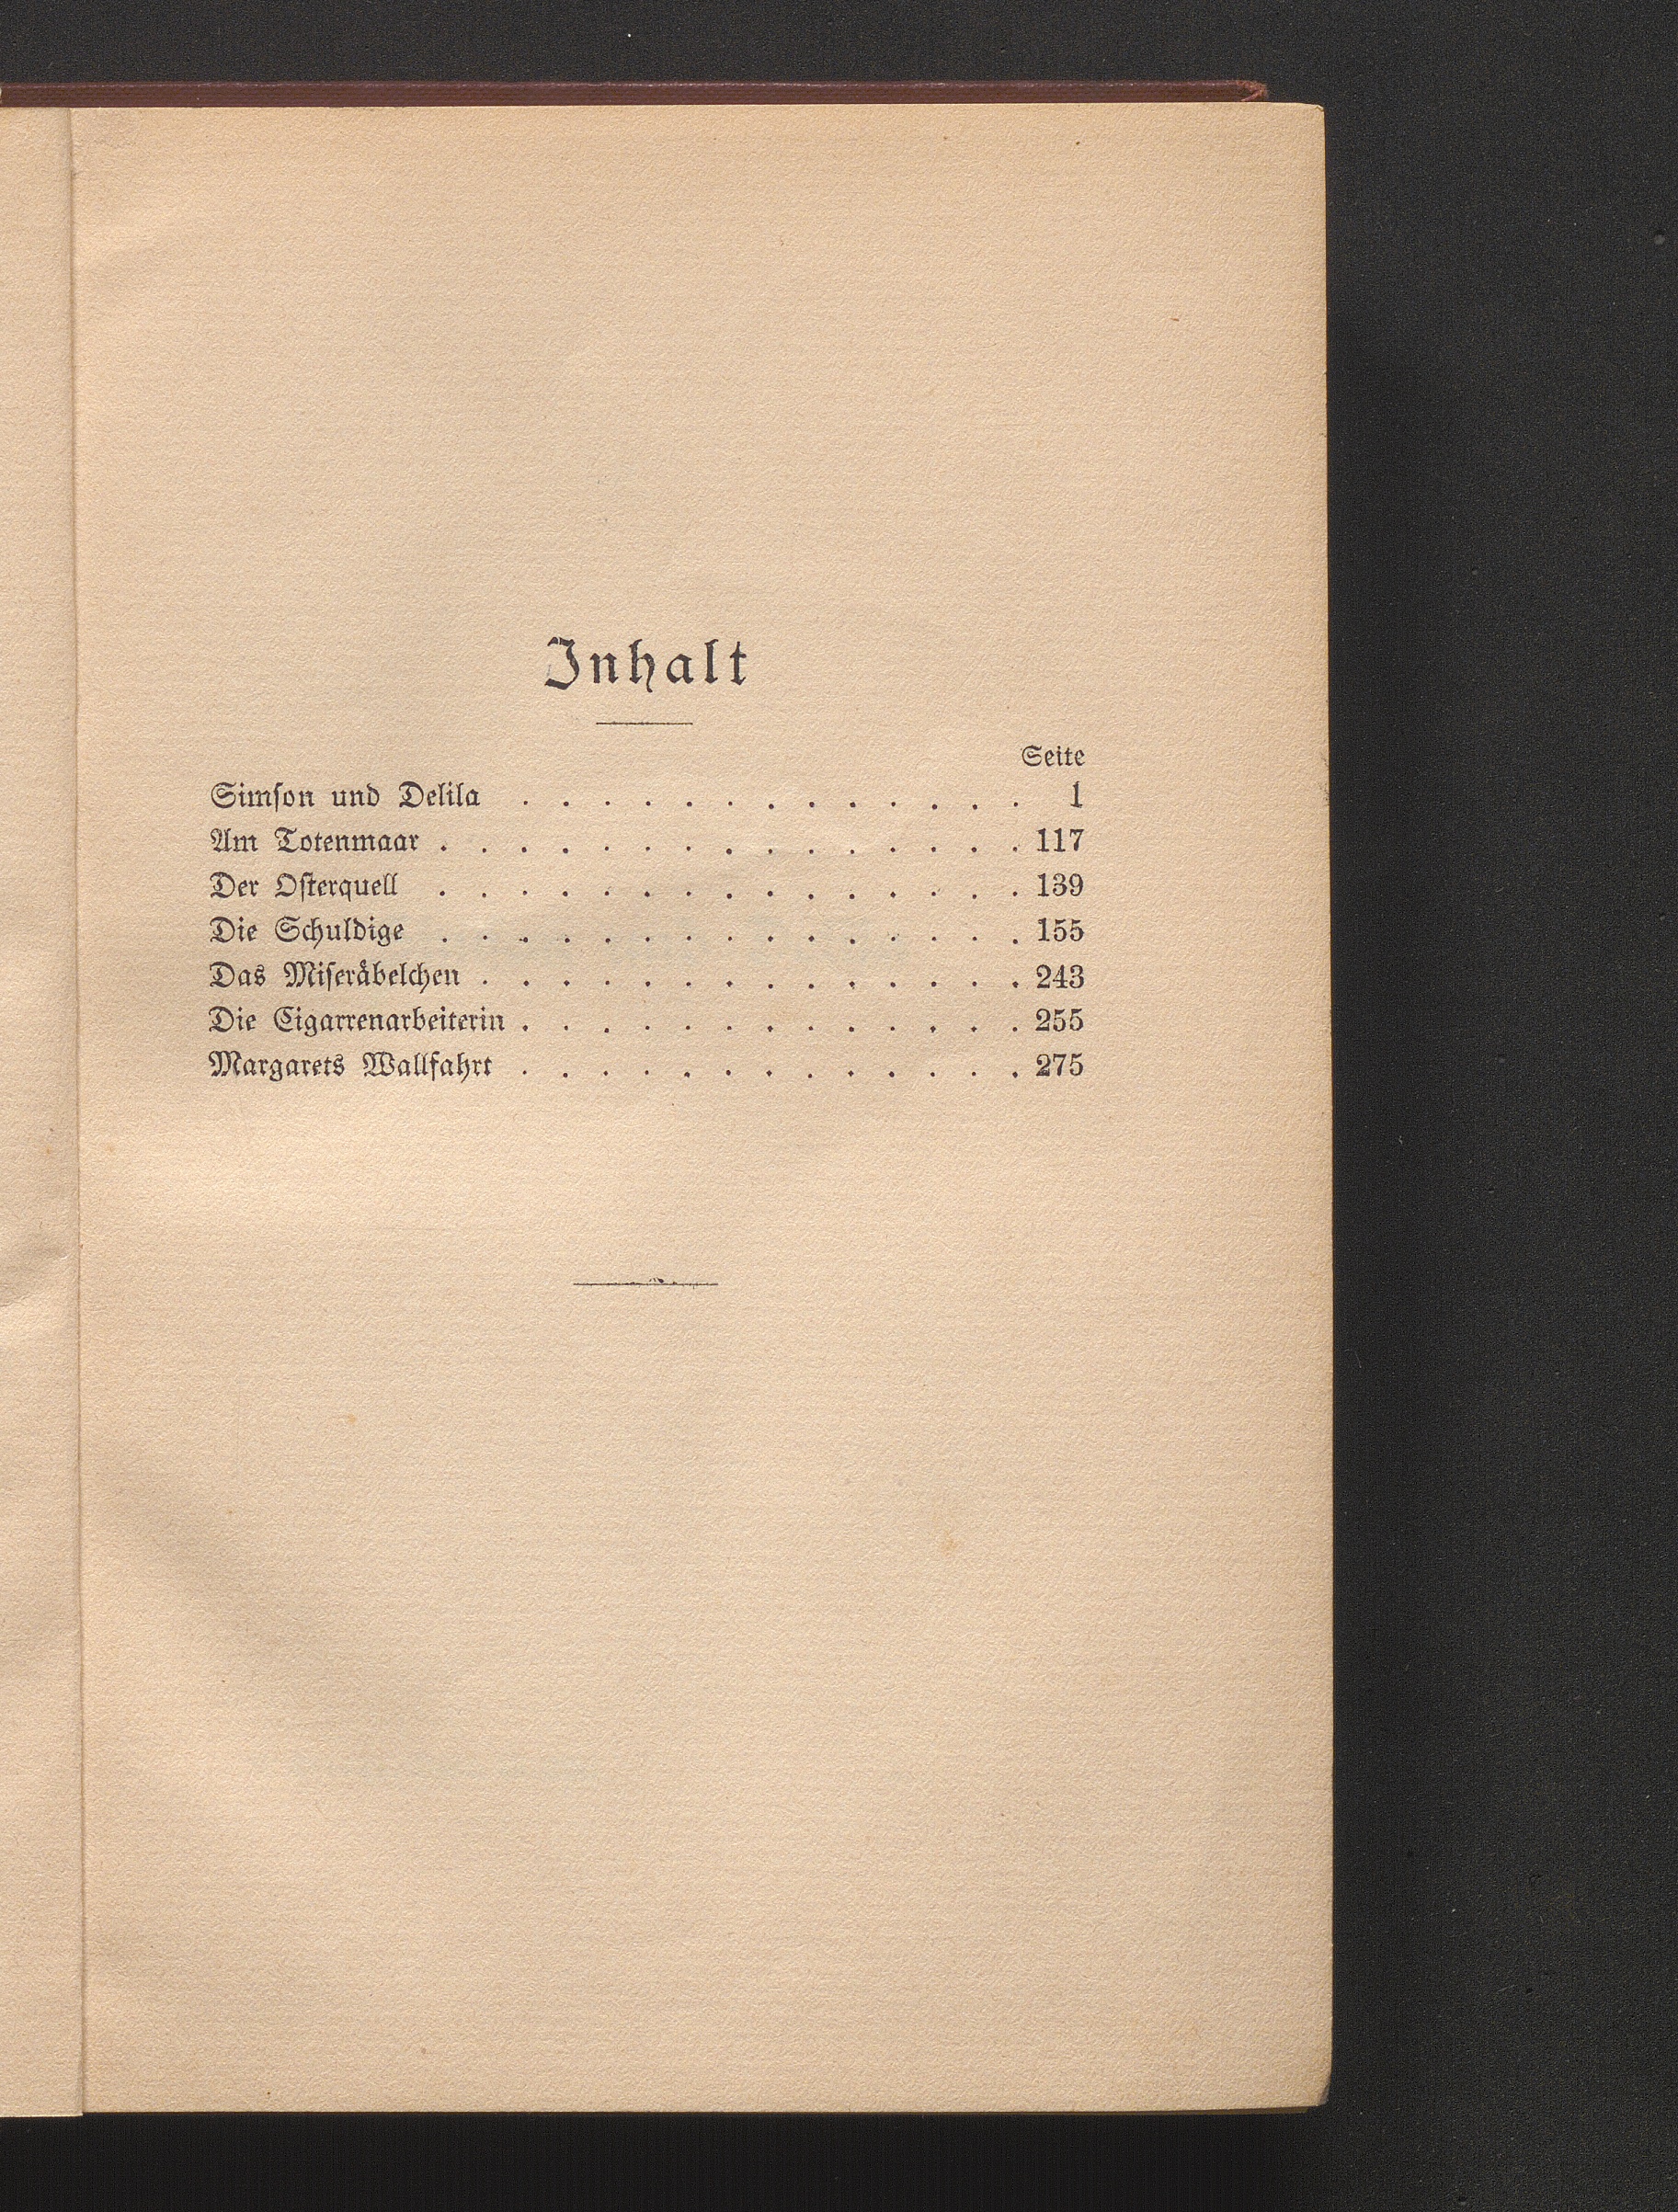 Inhalt
Seite
Simſon und Delila . . . . . . . . . . . . . 1
Am Totenmaar . . . . . . . . . . . . . . . 117
Der Oſterquell . . . . . . . . . . . . . . . 139
Die Schuldige . . . . . . . . . . . . . . . 155
Das Miſeräbelchen . . . . . . . . . . . . . . 243
Die Cigarrenarbeiterin . . . . . . . . . . . . . 255
Margarets Wallfahrt . . . . . . . . . . . . . 275